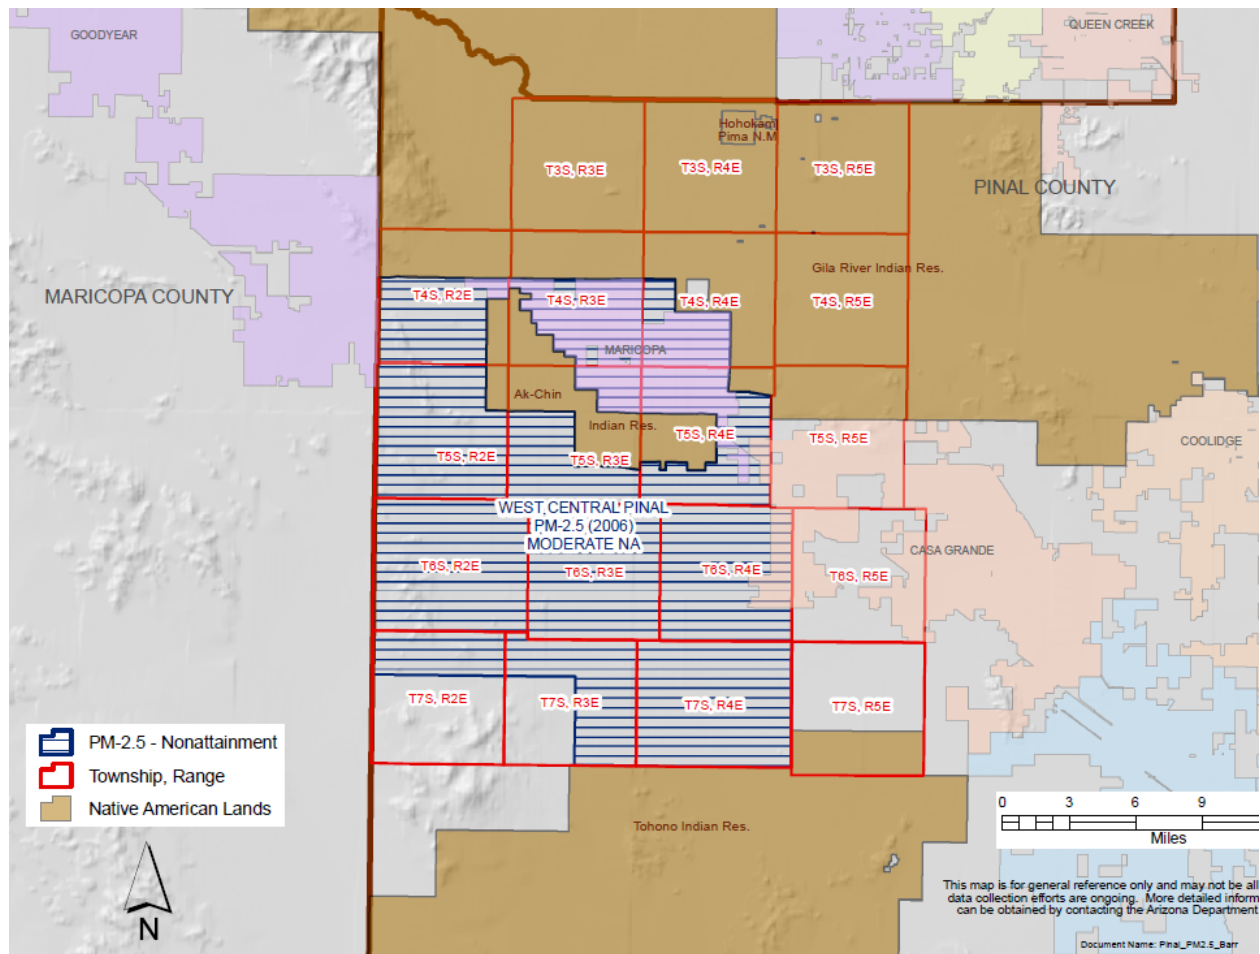 GOODYEAR
QUEEN CREEK
Hohokam
Pima N.M
T3S, R3E
T3S, R4E
T3S, R5E
PINAL COUNTY
Gila River Indian Res.
MARICOPA COUNTY
T4S, R2E
T4S, R3E
T4S, R4E
T4S, R5E
MARICOPA
Ak-Chin
Indian Res.
T5S, R4E
T5S, R5E
COOLIDGE
T5S, R2E
T5S, R3E
WEST CENTRAL PINAL
PM-2.5 (2006)
MODERATE NA
CASA GRANDE
T6S, R2E
T6S, R3E
T6S, R4E
T6S, R5E
T7S, R2E
T7S, R3E
T7S, R4E
T7S, R5E
PM-2.5 - Nonattainment
Township, Range
Native American Lands
Tohono Indian Res.
0 3 6 9
Miles
N
This map is for general reference only and may not be all
data collection efforts are ongoing. More detailed inform
can be obtained by contacting the Arizona Department
Document Name: Pinal_PM2.5_Barr